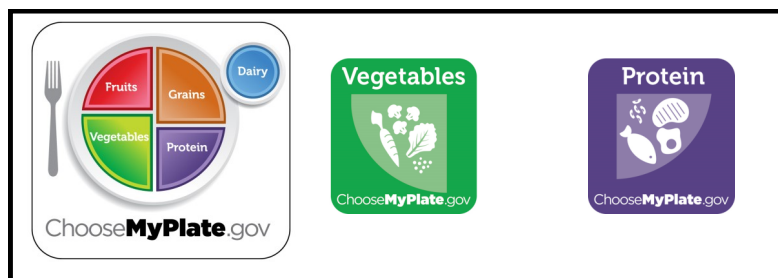 Fruits
Grains
Dairy
Vegetables
Protein
ChooseMyPlate.gov
Vegetables
ChooseMyPlate.gov
Protein
ChooseMyPlate.gov